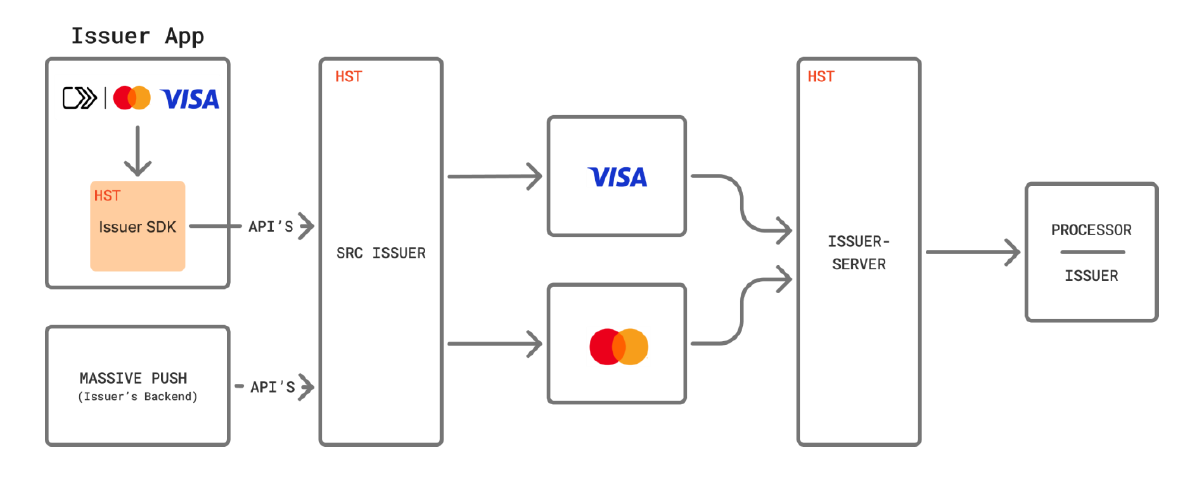 Issuer App
VISA
HST
Issuer SDK
API'S
MASSIVE PUSH
(Issuer's Backend)
API'S
HST
SRC ISSUER
VISA
HST
ISSUER-
SERVER
PROCESSOR
ISSUER